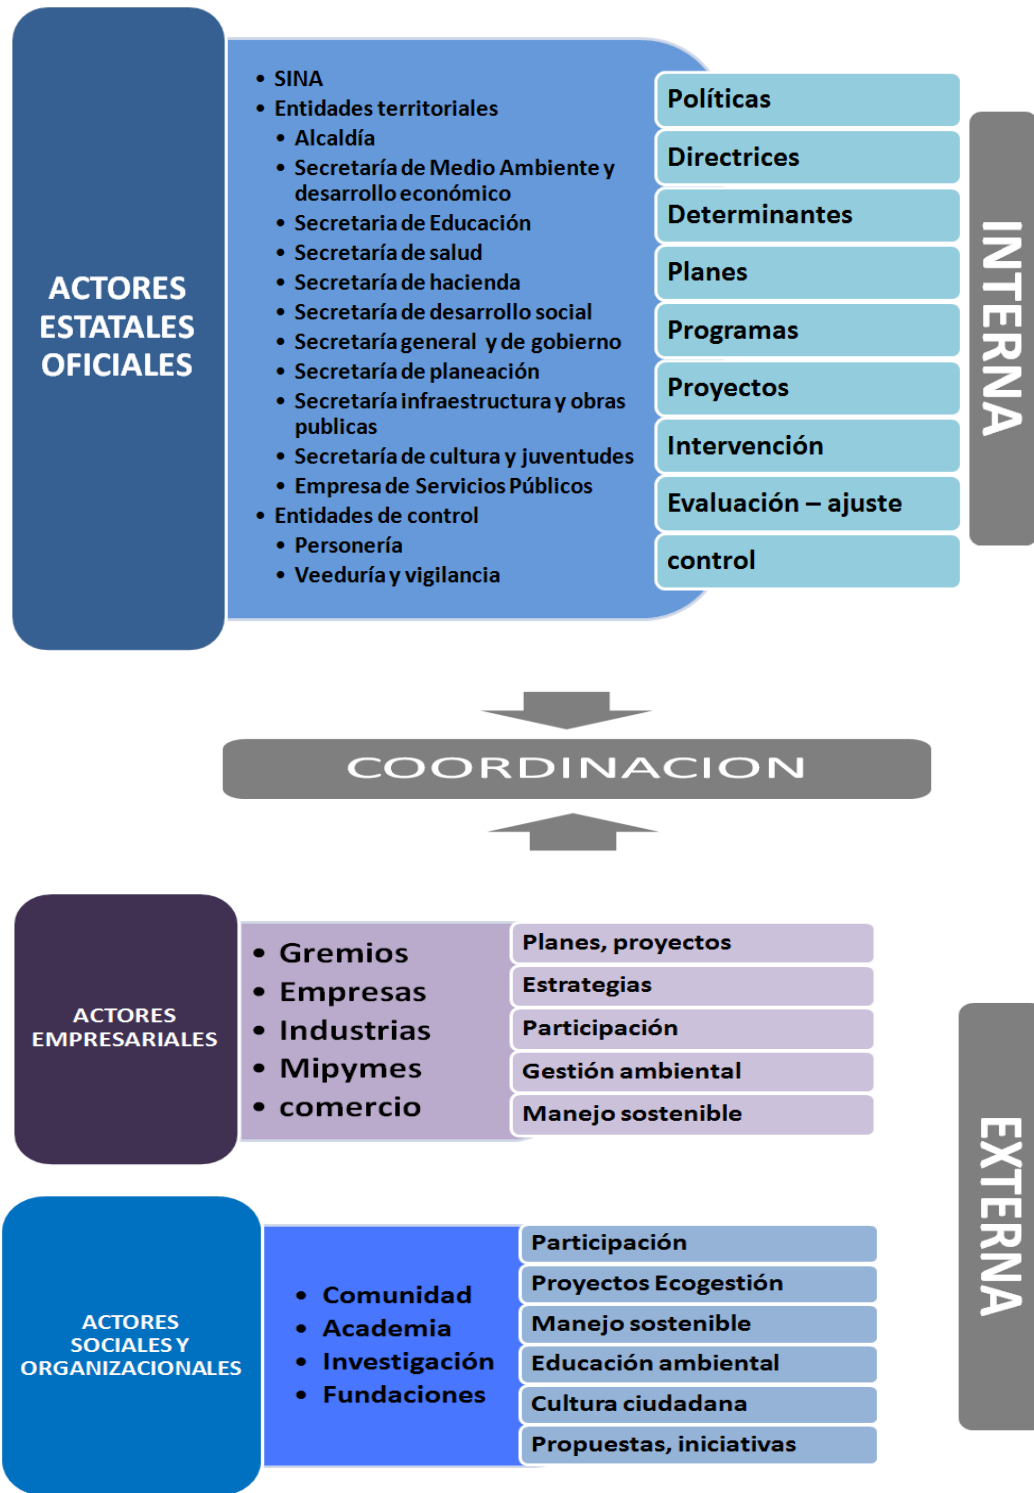 ACTORES
ESTATALES
OFICIALES
• SINA
• Entidades territoriales
• Alcaldía
• Secretaría de Medio Ambiente y
desarrollo económico
• Secretaria de Educación
• Secretaría de salud
• Secretaría de hacienda
• Secretaría de desarrollo social
• Secretaría general y de gobierno
• Secretaría de planeación
• Secretaría infraestructura y obras
publicas
• Secretaría de cultura y juventudes
• Empresa de Servicios Públicos
• Entidades de control
• Personería
• Veeduría y vigilancia
Políticas
Directrices
Determinantes
Planes
Programas
Proyectos
Intervención
Evaluación – ajuste
control
INTERNA
COORDINACION
ACTORES
EMPRESARIALES
• Gremios
• Empresas
• Industrias
• Mipymes
• comercio
Planes, proyectos
Estrategias
Participación
Gestión ambiental
Manejo sostenible
EXTERNA
ACTORES
SOCIALES Y
ORGANIZACIONALES
• Comunidad
• Academia
• Investigación
• Fundaciones
Participación
Proyectos Ecogestión
Manejo sostenible
Educación ambiental
Cultura ciudadana
Propuestas, iniciativas